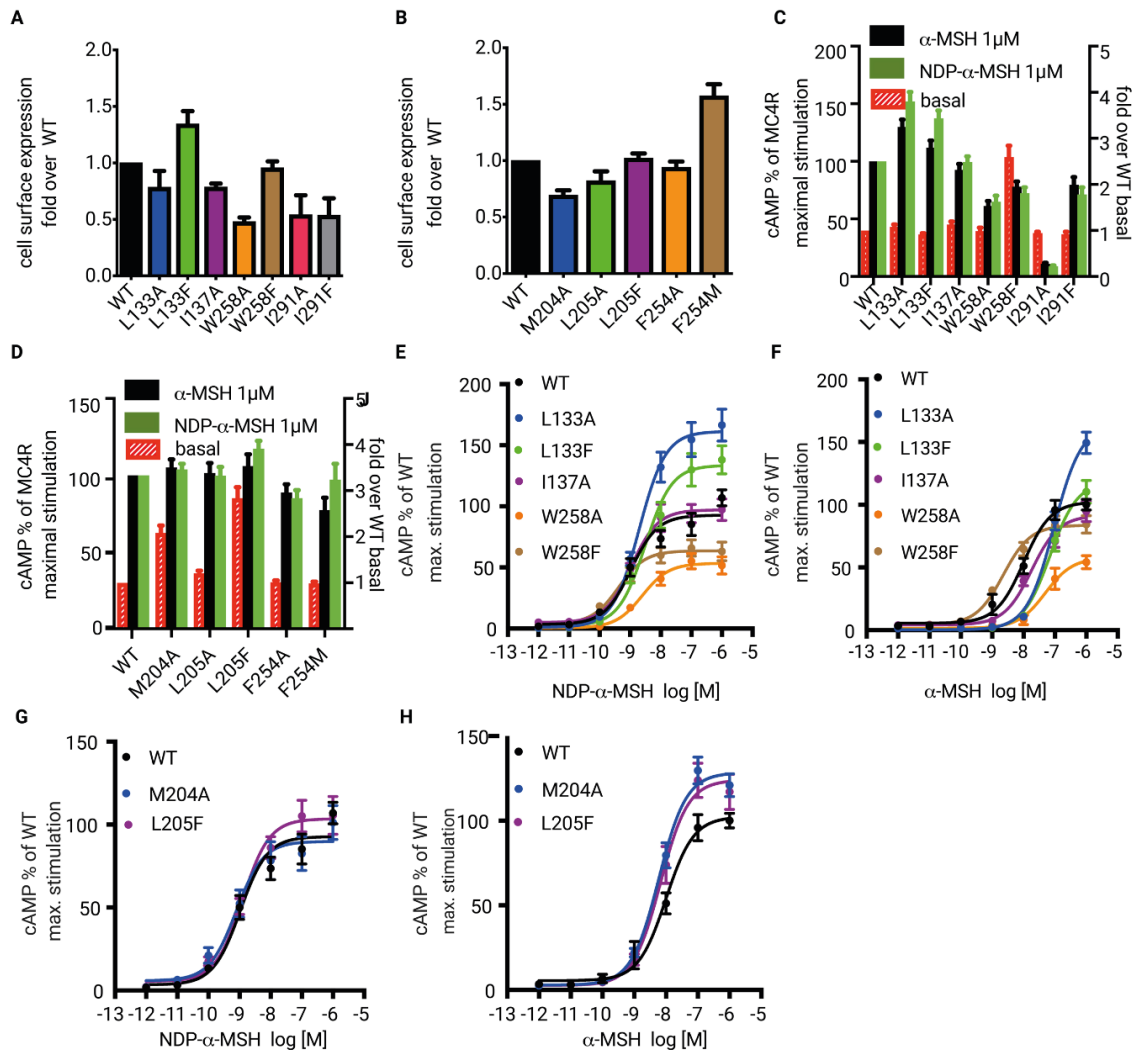 A
cell surface expression
fold over WT
2.0
1.5
1.0
0.5
0.0
WT
L133A
L133F
I137A
W258A
W258F
I291A
I291F
B
cell surface expression
fold over WT
2.0
1.5
1.0
0.5
0.0
WT
M204A
L205A
L205F
F254A
F254M
C
α-MSH 1µM
NDP-α-MSH 1µM
basal
cAMP % of MC4R
maximal stimulation
200
150
100
50
0
fold over WT basal
5
4
3
2
1
0
WT
L133A
L133F
I137A
W258A
W258F
I291A
I291F
D
α-MSH 1µM
NDP-α-MSH 1µM
basal
cAMP % of MC4R
maximal stimulation
150
100
50
0
fold over WT basal
5
4
3
2
1
0
WT
M204A
L205A
L205F
F254A
F254M
E
WT
L133A
L133F
I137A
W258A
W258F
cAMP % of WT
max. stimulation
200
150
100
50
0
-13 -12 -11 -10 -9 -8 -7 -6 -5
NDP-α-MSH log [M]
F
WT
L133A
L133F
I137A
W258A
W258F
cAMP % of WT
max. stimulation
200
150
100
50
0
-13 -12 -11 -10 -9 -8 -7 -6 -5
α-MSH log [M]
G
WT
M204A
L205F
cAMP % of WT
max. stimulation
150
100
50
0
-13 -12 -11 -10 -9 -8 -7 -6 -5
NDP-α-MSH log [M]
H
WT
M204A
L205F
cAMP % of WT
max. stimulation
150
100
50
0
-13 -12 -11 -10 -9 -8 -7 -6 -5
α-MSH log [M]